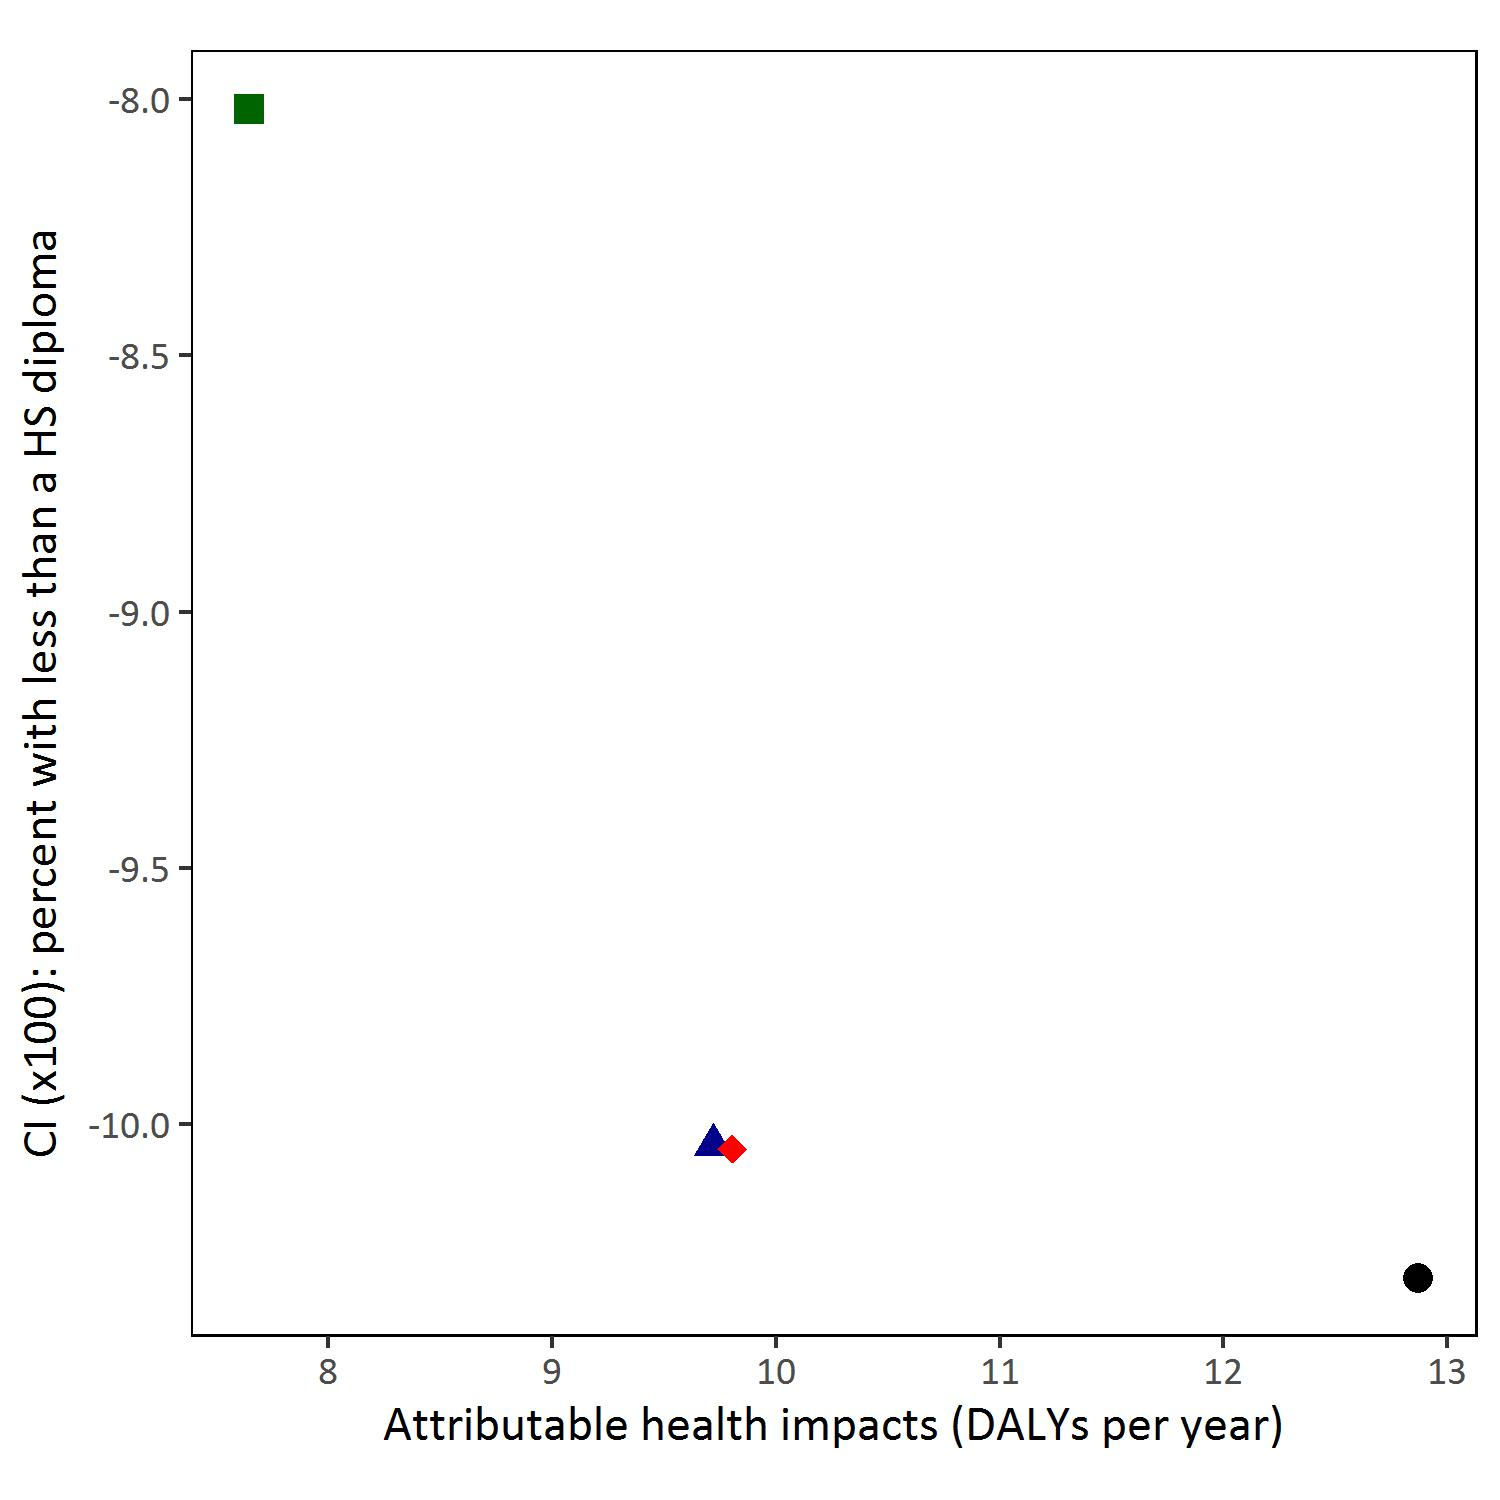 CI (x100): percent with less than a HS diploma
-8.0
-8.5
-9.0
-9.5
-10.0
8 9 10 11 12 13
Attributable health impacts (DALYs per year)